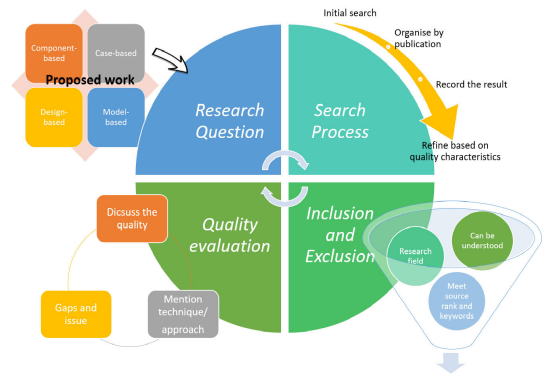 Component-
based
Case-based
Proposed work
Design-
based
Model-
based
Research
Question
Initial search
Organise by
publication
Record the result
Refine based on
quality characteristics
Search
Process
Quality
evaluation
Dicsuss the
quality
Gaps and
issue
Mention
technique/
approach
Inclusion
and
Exclusion
Research
field
Can be
understood
Meet
source
rank and
keywords